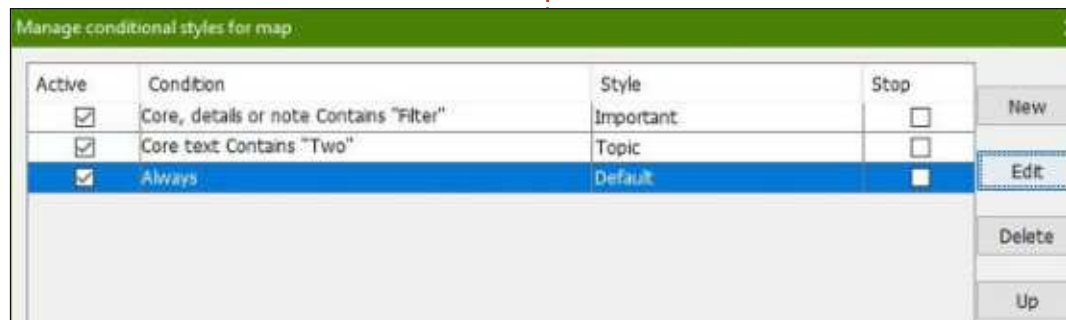 Manage conditional styles for map
Active Condition Style Stop
Core, details or note Contains "Filter" Important
Core text Contains "Two" Topic
Always Default
New
Edit
Delete
Up